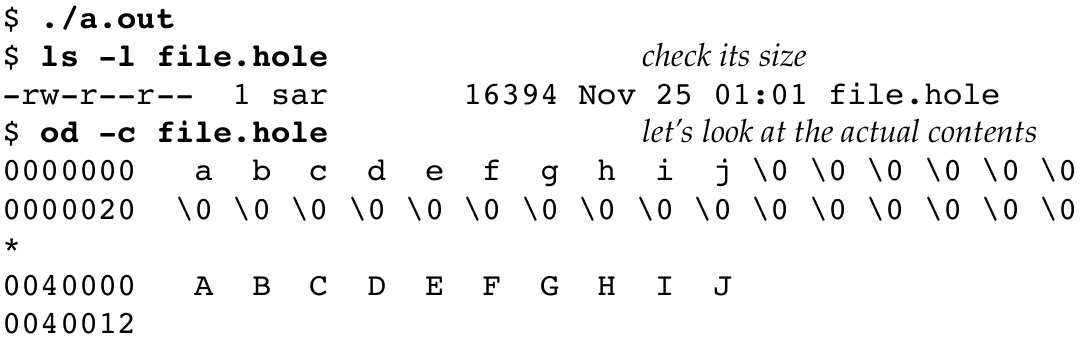 $ ./a.out
$ ls -l file.hole check its size
-rw-r--r-- 1 sar 16394 Nov 25 01:01 file.hole
$ od -c file.hole let's look at the actual contents
0000000 a b c d e f g h i j \0 \0 \0 \0 \0 \0
0000020 \0 \0 \0 \0 \0 \0 \0 \0 \0 \0 \0 \0 \0 \0 \0 \0
*
0040000 A B C D E F G H I J
0040012